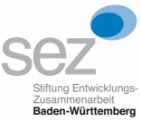 sez
Stiftung Entwicklungs-
Zusammenarbeit
Baden-Württemberg